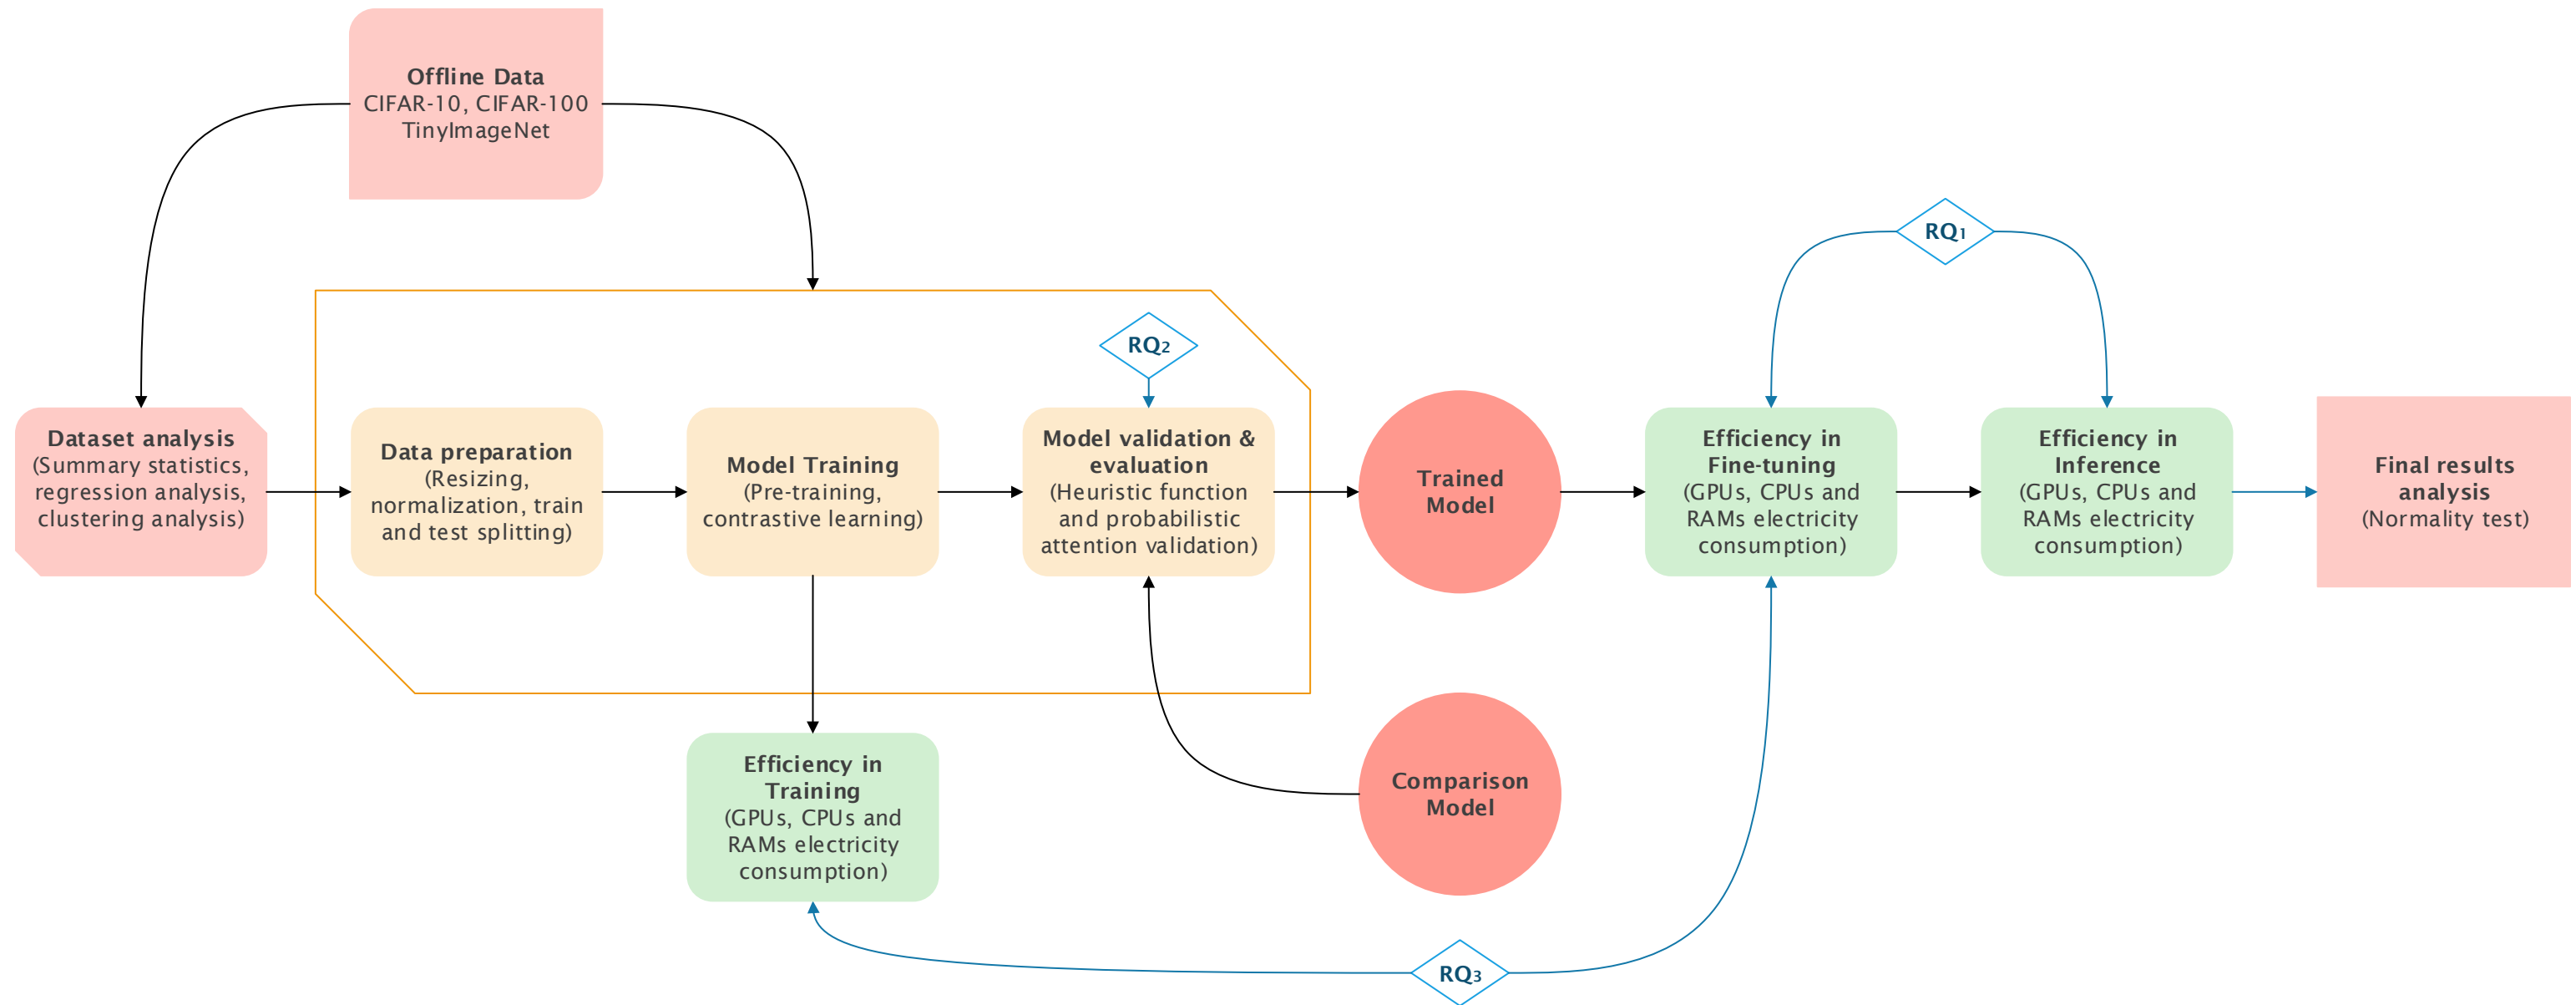 Offline Data
CIFAR-10, CIFAR-100
TinyImageNet
RQ1
RQ2
Dataset analysis
(Summary statistics,
regression analysis,
clustering analysis)
Data preparation
(Resizing,
normalization, train
and test splitting)
Model Training
(Pre-training,
contrastive learning)
Model validation &
evaluation
(Heuristic function
and probabilistic
attention validation)
Trained
Model
Efficiency in
Fine-tuning
(GPUs, CPUs and
RAMs electricity
consumption)
Efficiency in
Inference
(GPUs, CPUs and
RAMs electricity
consumption)
Final results
analysis
(Normality test)
Efficiency in
Training
(GPUs, CPUs and
RAMs electricity
consumption)
Comparison
Model
RQ3